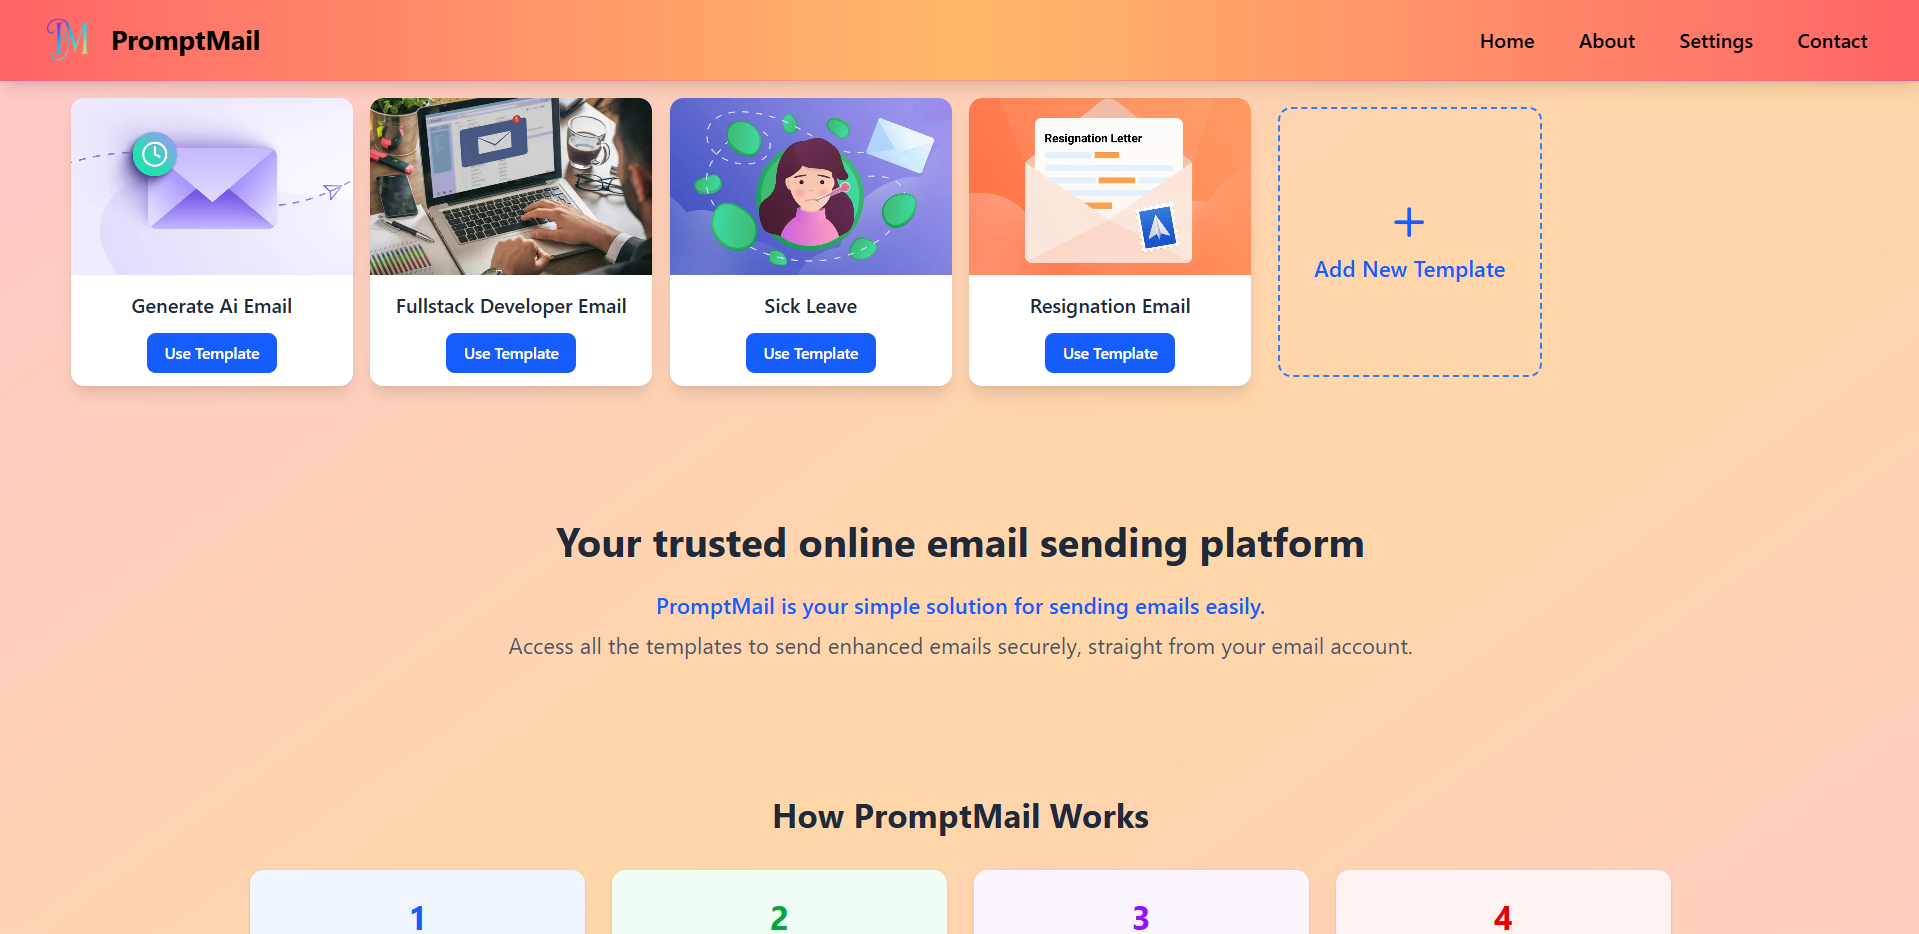 PM PromptMail
Home About Settings Contact
Resignation Letter
Generate Ai Email
Use Template
Fullstack Developer Email
Use Template
Sick Leave
Use Template
Resignation Email
Use Template
Add New Template
Your trusted online email sending platform
PromptMail is your simple solution for sending emails easily.
Access all the templates to send enhanced emails securely, straight from your email account.
How PromptMail Works
1
2
3
4